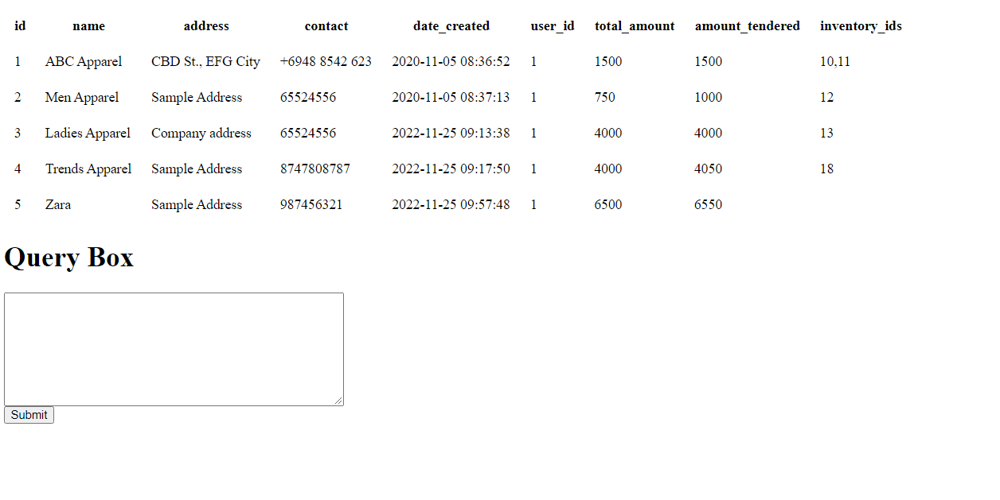 id name address contact date_created user_id total_amount amount_tendered inventory_ids
1 ABC Apparel CBD St., EFG City +6948 8542 623 2020-11-05 08:36:52 1 1500 1500 10,11
2 Men Apparel Sample Address 65524556 2020-11-05 08:37:13 1 750 1000 12
3 Ladies Apparel Company address 65524556 2022-11-25 09:13:38 1 4000 4000 13
4 Trends Apparel Sample Address 8747808787 2022-11-25 09:17:50 1 4000 4050 18
5 Zara Sample Address 987456321 2022-11-25 09:57:48 1 6500 6550
Query Box
Submit